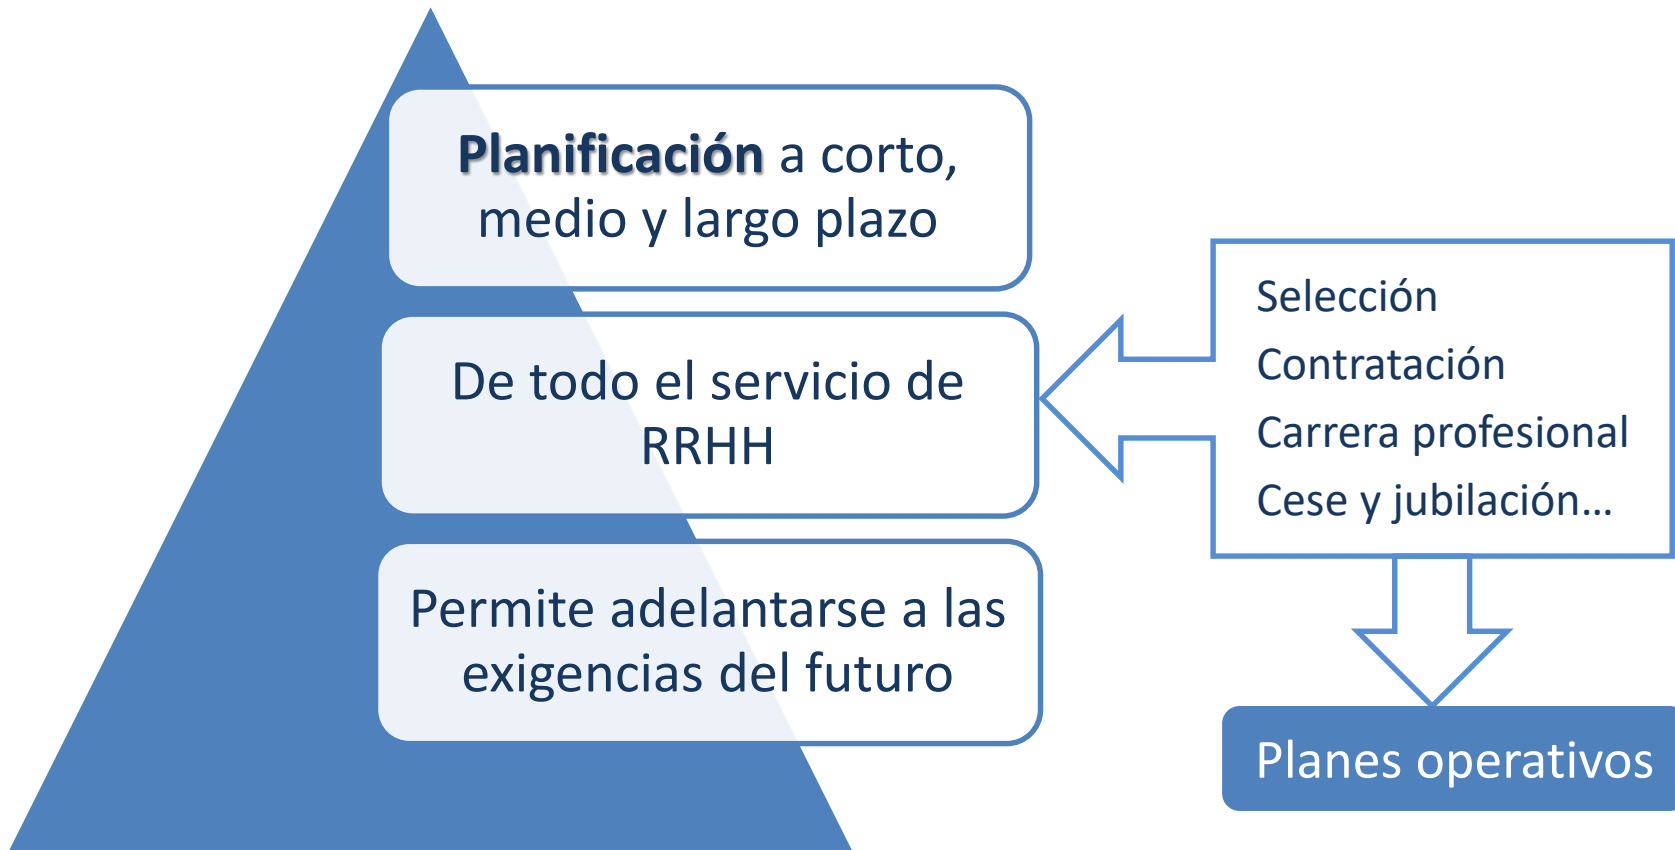 Planificación a corto,
medio y largo plazo
De todo el servicio de
RRHH
Permite adelantarse a las
exigencias del futuro
Selección
Contratación
Carrera profesional
Cese y jubilación...
Planes operativos